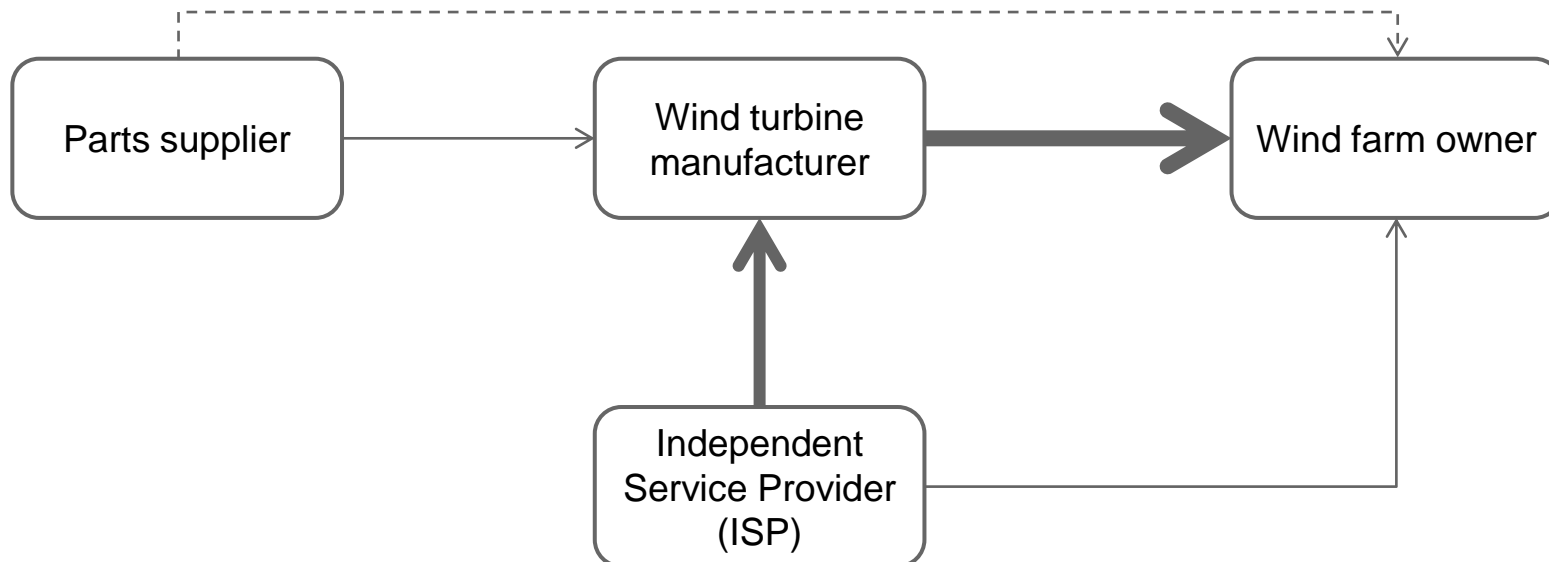 Parts supplier
Wind turbine
manufacturer
Wind farm owner
Independent
Service Provider
(ISP)